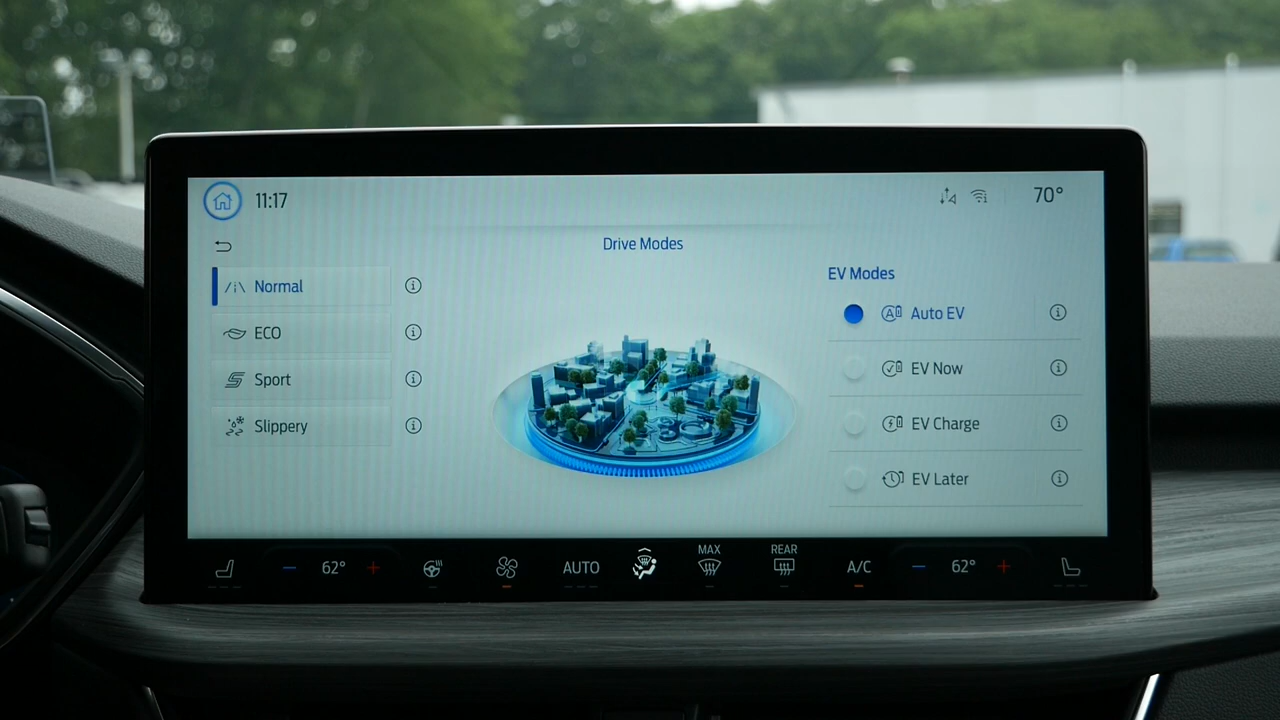 11:17
70°
Drive Modes
Normal
ECO
Sport
Slippery
EV Modes
Auto EV
EV Now
EV Charge
EV Later
62°
AUTO
MAX
REAR
A/C
62°